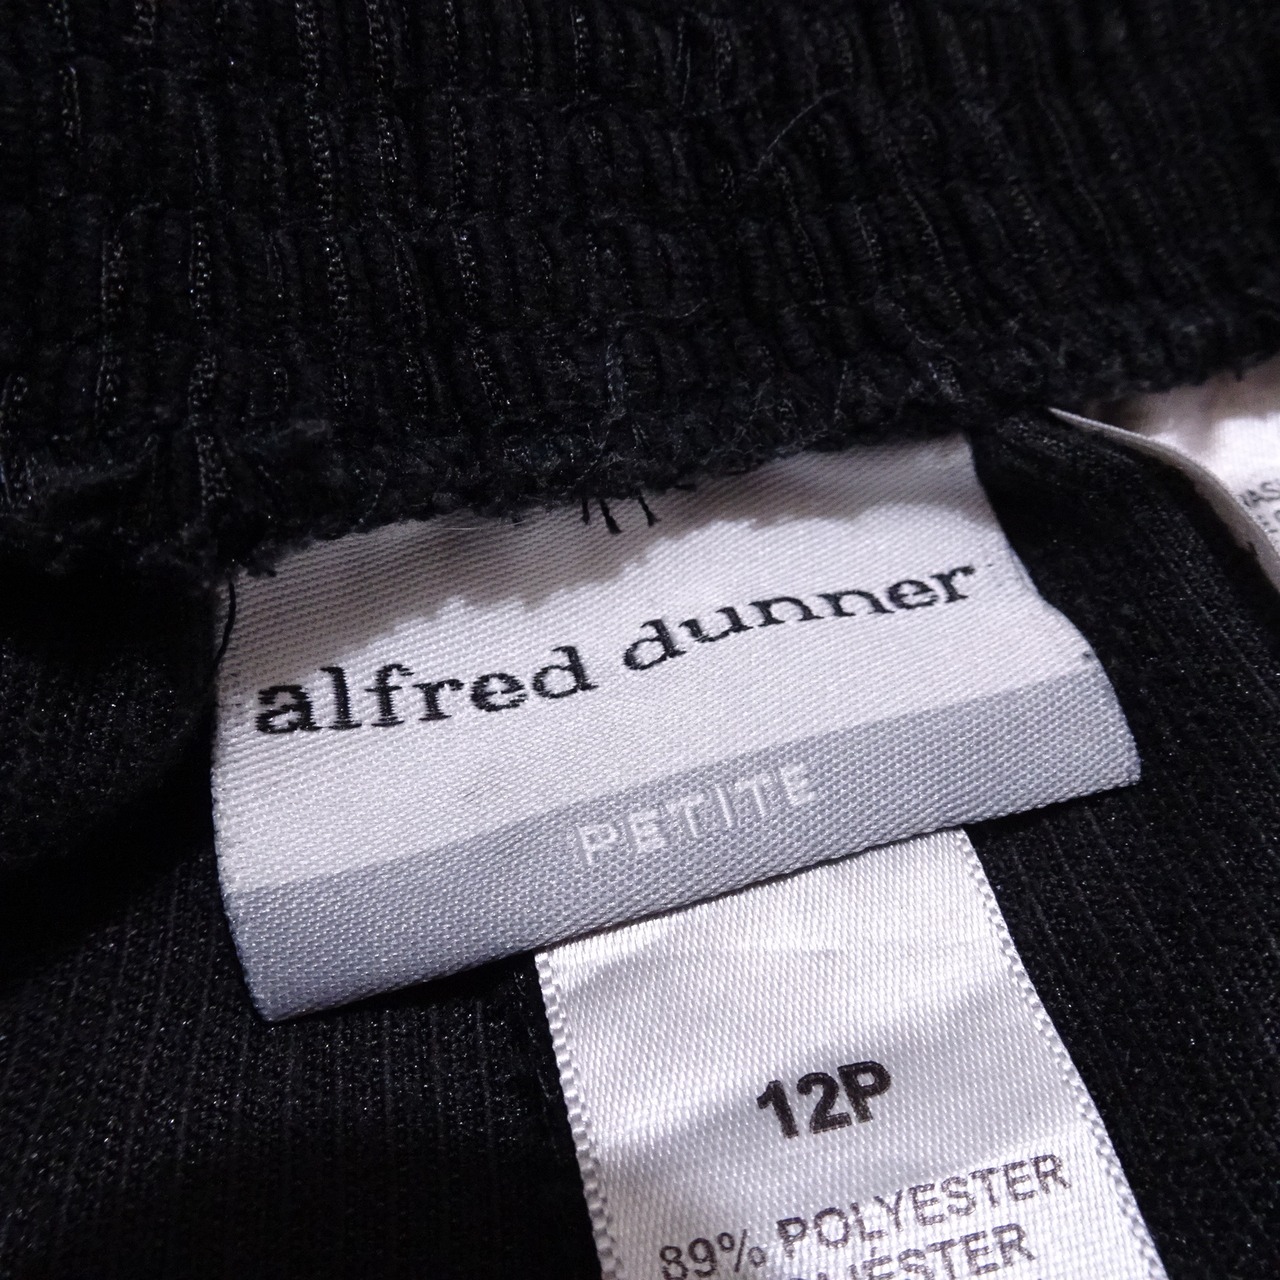 alfred dunner
PETITE
12P
89% POLYESTER